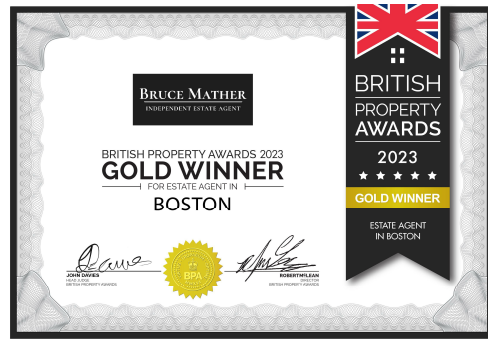 BRUCE MATHER
INDEPENDENT ESTATE AGENT
BRITISH PROPERTY AWARDS 2023
GOLD WINNER
FOR ESTATE AGENT IN
BOSTON
JOHN DAVIES
HEAD JUDGE
BRITISH PROPERTY AWARDS
BPA
ROBERT McLEAN
DIRECTOR
BRITISH PROPERTY AWARDS
BRITISH
PROPERTY
AWARDS
2023
GOLD WINNER
ESTATE AGENT
IN BOSTON